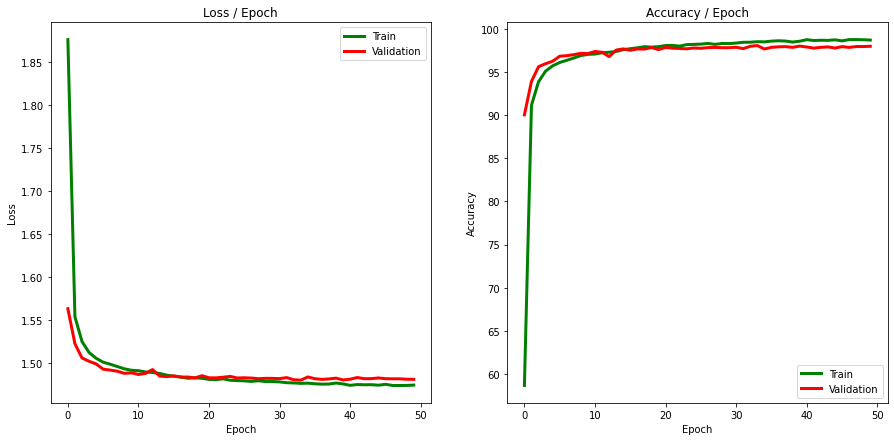 Loss / Epoch
Train
Validation
1.85
1.80
1.75
1.70
1.65
1.60
1.55
1.50
Loss
0
10
20
30
40
50
Epoch
Accuracy / Epoch
100
95
90
85
80
75
70
65
60
Accuracy
Train
Validation
0
10
20
30
40
50
Epoch